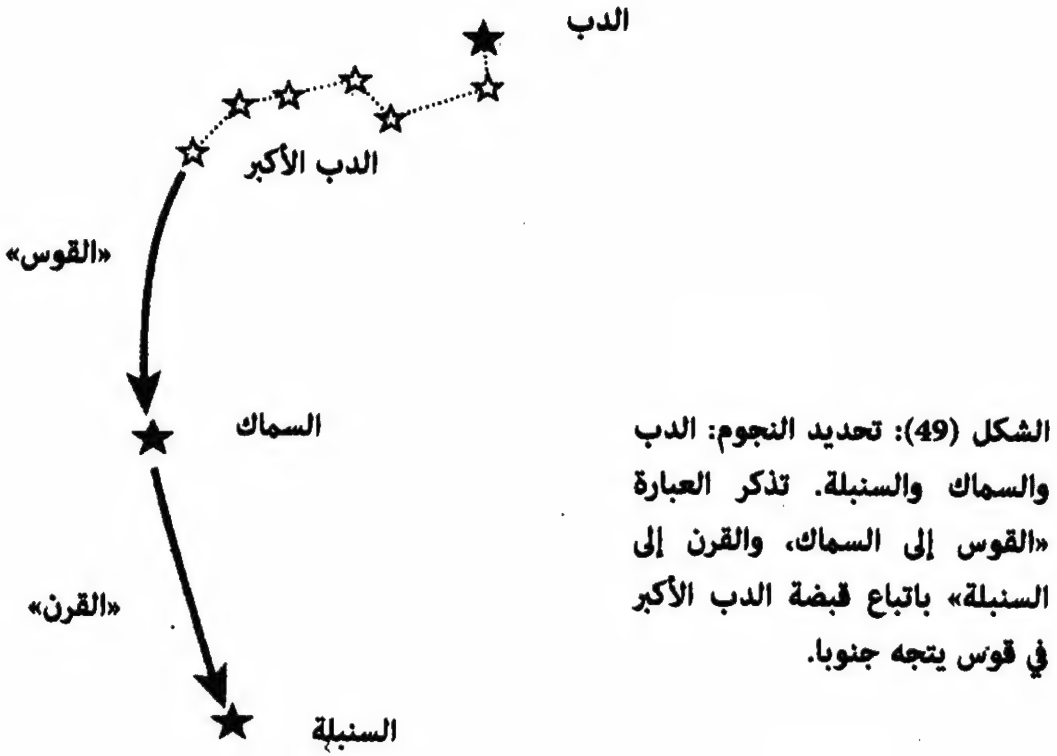 الدب
الدب الأكبر
«القوس»
السماك
«القرن»
السنبلة
الشكل (49): تحديد النجوم: الدب
والسماك والسنبلة. تذكر العبارة
«القوس إلى السماك، والقرن إلى
السنبلة» باتباع قبضة الدب الأكبر
في قوس يتجه جنوبا.